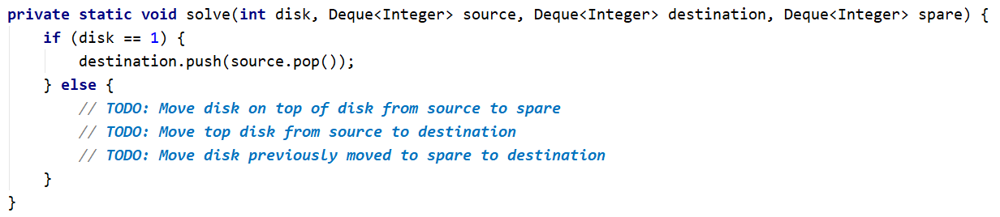 private static void solve(int disk, Deque<Integer> source, Deque<Integer> destination, Deque<Integer> spare) {
    if (disk == 1) {
        destination.push(source.pop());
    } else {
        // TODO: Move disk on top of disk from source to spare
        // TODO: Move top disk from source to destination
        // TODO: Move disk previously moved to spare to destination
    }
}